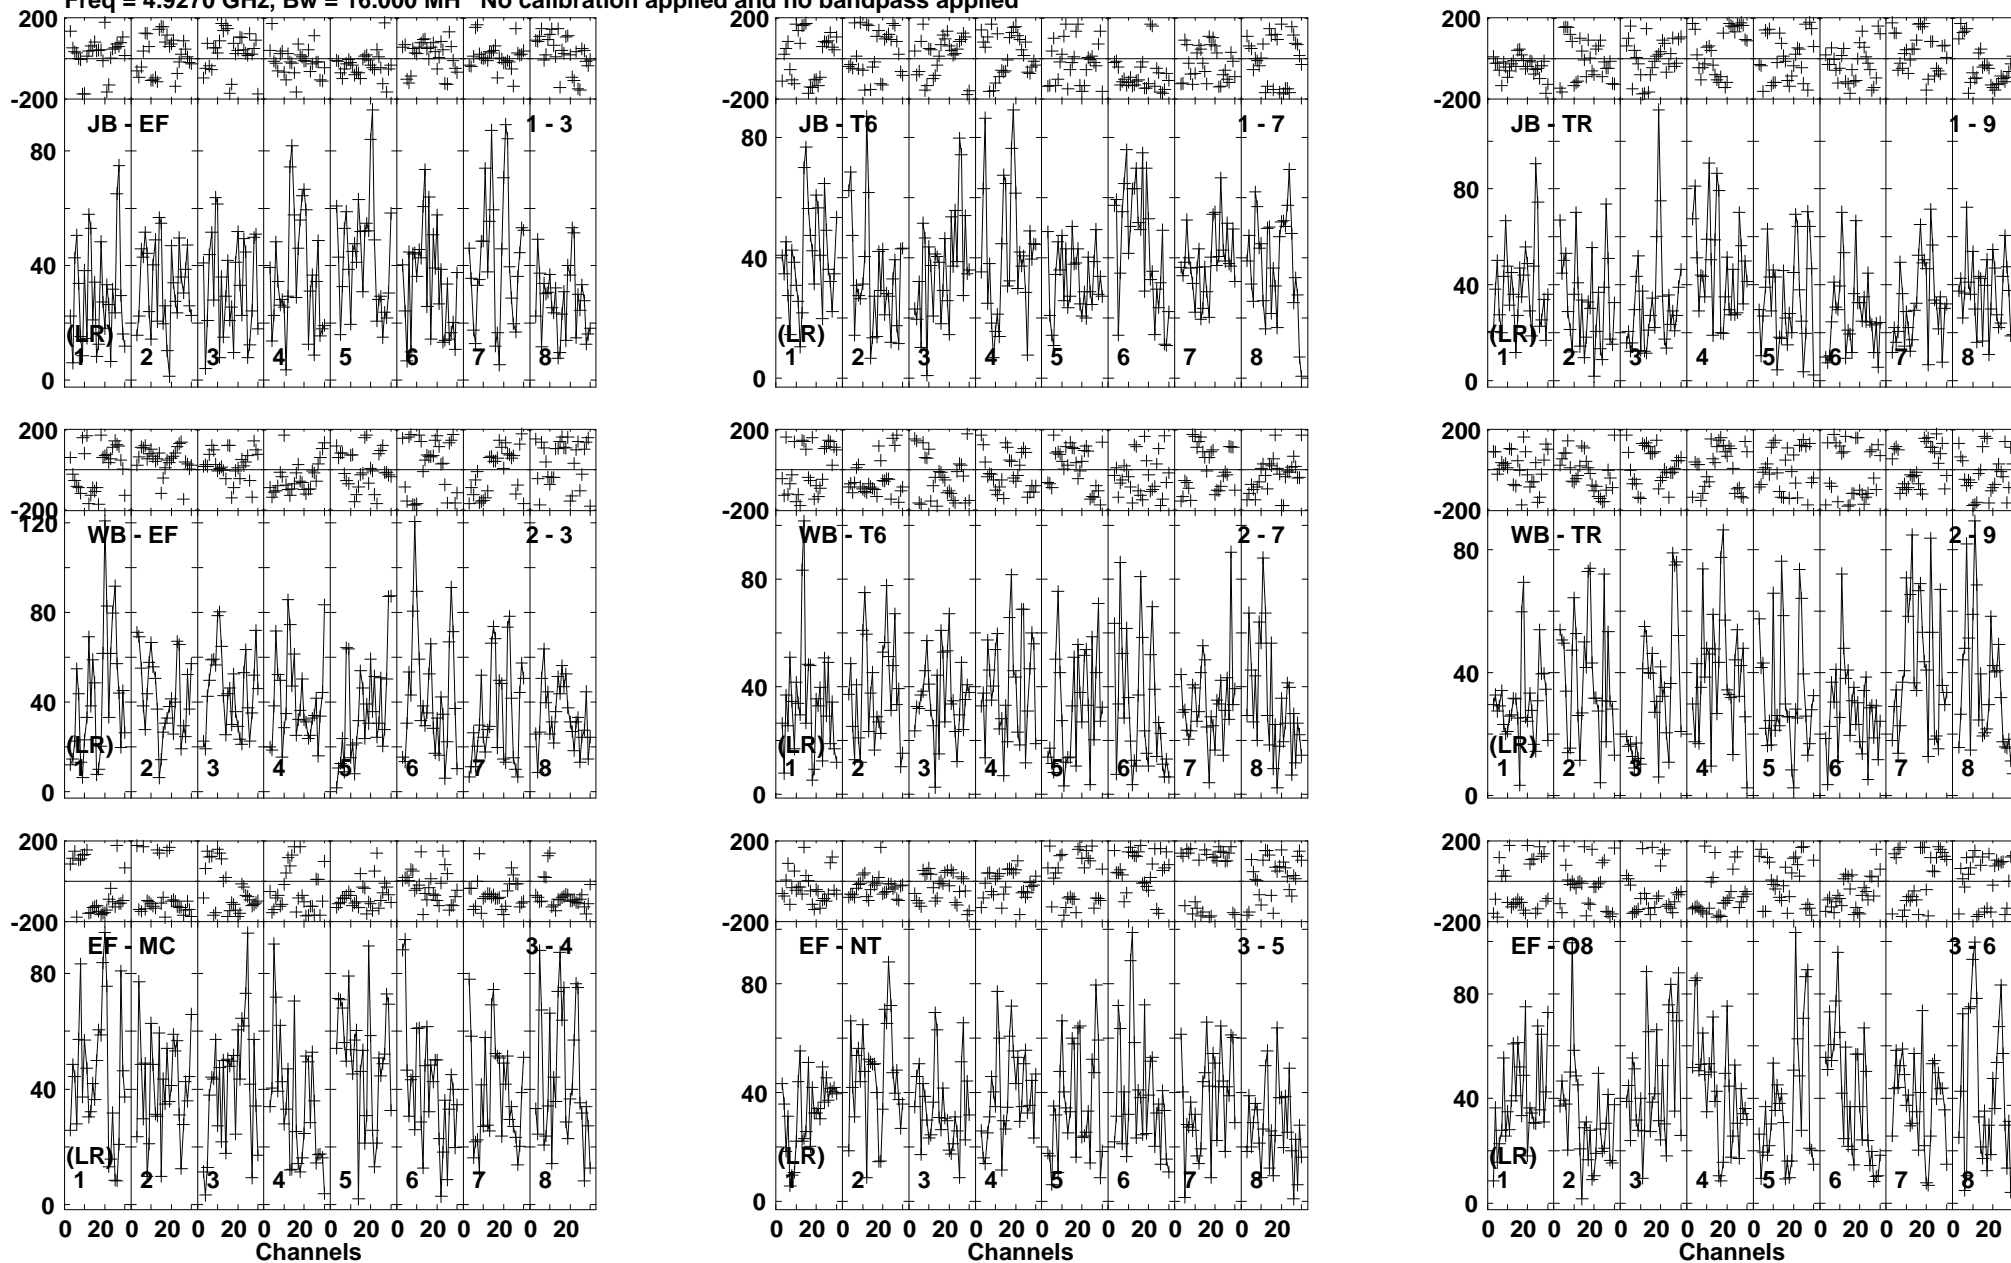 Freq = 4.9270 GHz, Bw = 16.000 MH No calibration applied and no bandpass applied
200 200 200
-200 -200 -200
JB - EF 1 - 3 JB - T6 1 - 7 JB - TR 1 - 9
80 80 80
40 40 40
(LR) (LR) (LR)
1 2 3 4 5 6 7 8 1 2 3 4 5 6 7 8 1 2 3 4 5 6 7 8
0 0 0
200 200 200
-200 -200 -200
120
WB - EF 2 - 3 WB - T6 2 - 7 WB - TR 2 - 9
80 80 80
40 40 40
(LR) (LR) (LR)
1 2 3 4 5 6 7 8 1 2 3 4 5 6 7 8 1 2 3 4 5 6 7 8
0 0 0
200 200 200
-200 -200 -200
EF - MC 3 - 4 EF - NT 3 - 5 EF - O8 3 - 6
80 80 80
40 40 40
(LR) (LR) (LR)
1 2 3 4 5 6 7 8 1 2 3 4 5 6 7 8 1 2 3 4 5 6 7 8
0 0 0
0 20 0 20 0 20 0 20 0 20 0 20 0 20 0 20 0 20 0 20 0 20 0 20 0 20 0 20 0 20 0 20 0 20 0 20 0 20 0 20 0 20 0 20 0 20 0 20
Channels Channels Channels